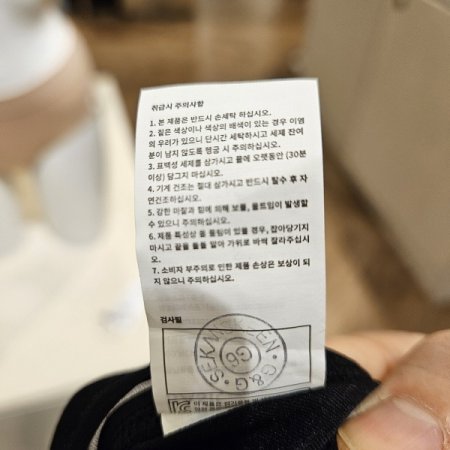 취급시 주의사항
1. 본 제품은 반드시 손세탁 하십시오.
2. 짙은 색상이나 색상의 배색이 있는 경우 이염
의 우려가 있으니 단시간 세탁하시고 세제 잔여
분이 남지 않도록 헹굼 시 주의하십시오.
3. 표백성 세제를 삼가시고 물에 오랫동안 (30분
이상) 담그지 마십시오.
4. 기계 건조는 절대 삼가시고 반드시 탈수 후 자
연건조하십시오.
5. 강한 마찰과 힘에 의해 보풀, 올트임이 발생할
수 있으니 주의하십시오.
6. 제품 특성상 올 풀림이 있을 경우, 잡아당기지
마시고 끝을 돌돌 말아 가위로 바짝 잘라주십시
오.
7. 소비자 부주의로 인한 제품 손상은 보상이 되
지 않으니 주의하십시오.
검사필
G&G
G6